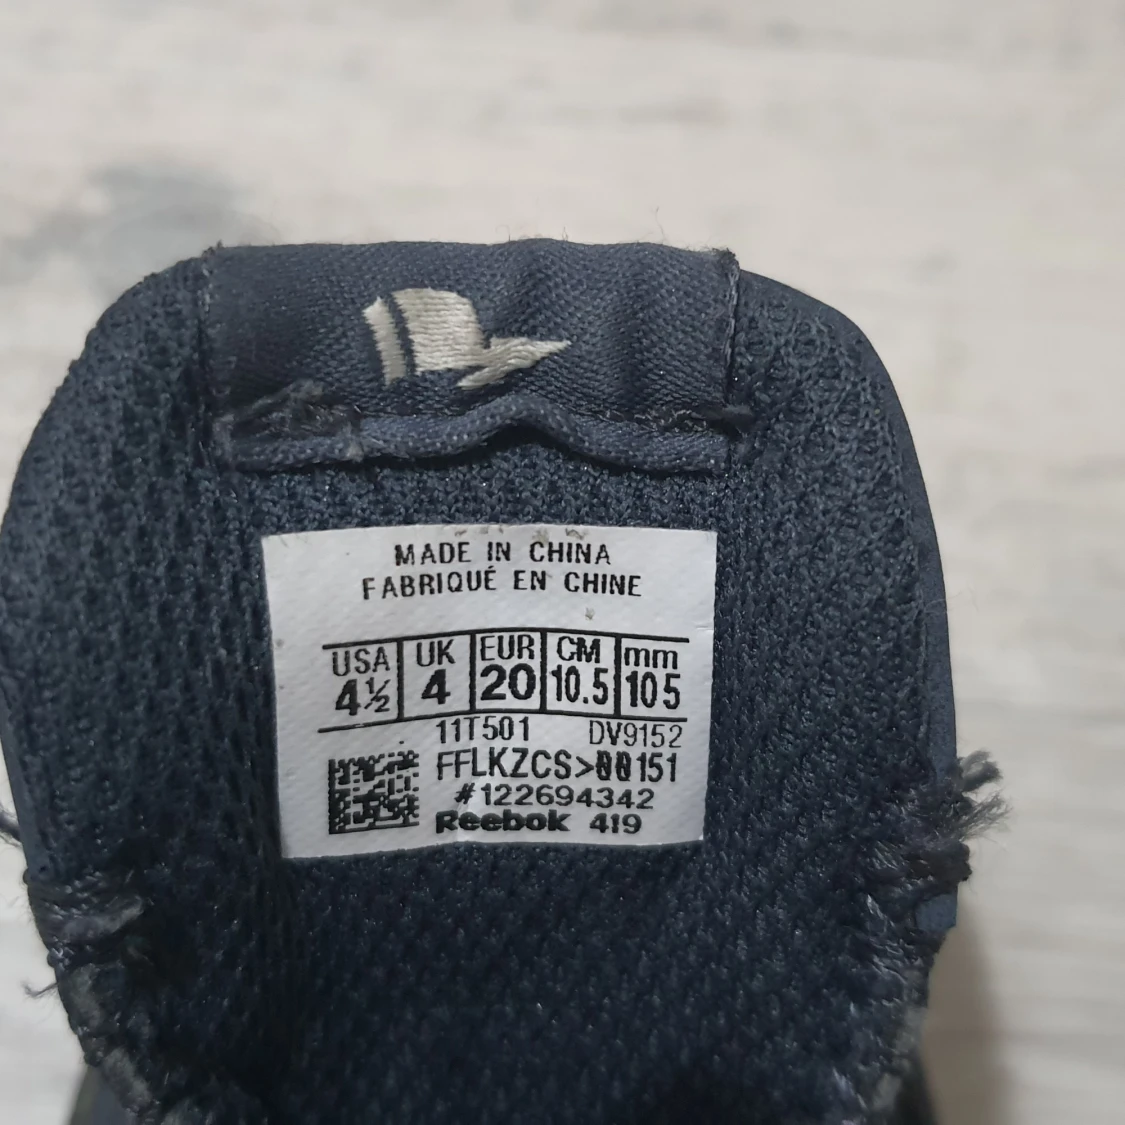 MADE IN CHINA
FABRIQUÉ EN CHINE
USA UK EUR CM mm
4½ 4 20 10.5 105
11T501 DV9152
FFLKZCS>00151
#122694342
Reebok 419